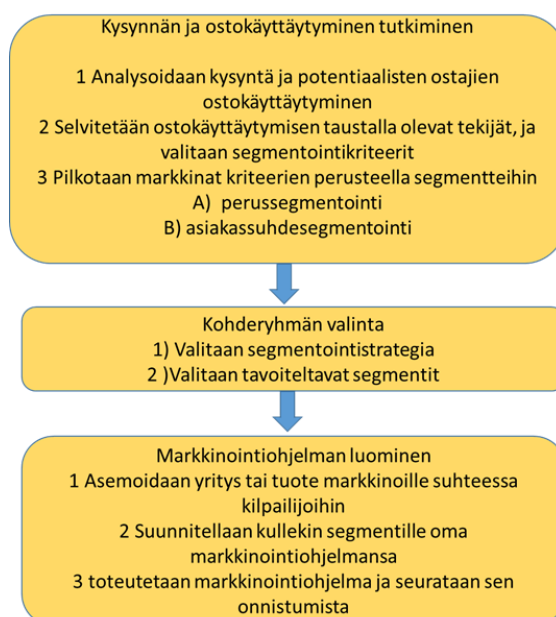 Kysynnän ja ostokäyttäytyminen tutkiminen
1 Analysoidaan kysyntä ja potentiaalisten ostajien
ostokäyttäytyminen
2 Selvitetään ostokäyttäytymisen taustalla olevat tekijät, ja
valitaan segmentointikriteerit
3 Pilkotaan markkinat kriteerien perusteella segmentteihin
A) perussegmentointi
B) asiakassuhdesegmentointi
Kohderyhmän valinta
1) Valitaan segmentointistrategia
2 )Valitaan tavoiteltavat segmentit
Markkinointiohjelman luominen
1 Asemoidaan yritys tai tuote markkinoille suhteessa
kilpailijoihin
2 Suunnitellaan kullekin segmentille oma
markkinointiohjelmansa
3 toteutetaan markkinointiohjelma ja seurataan sen
onnistumista